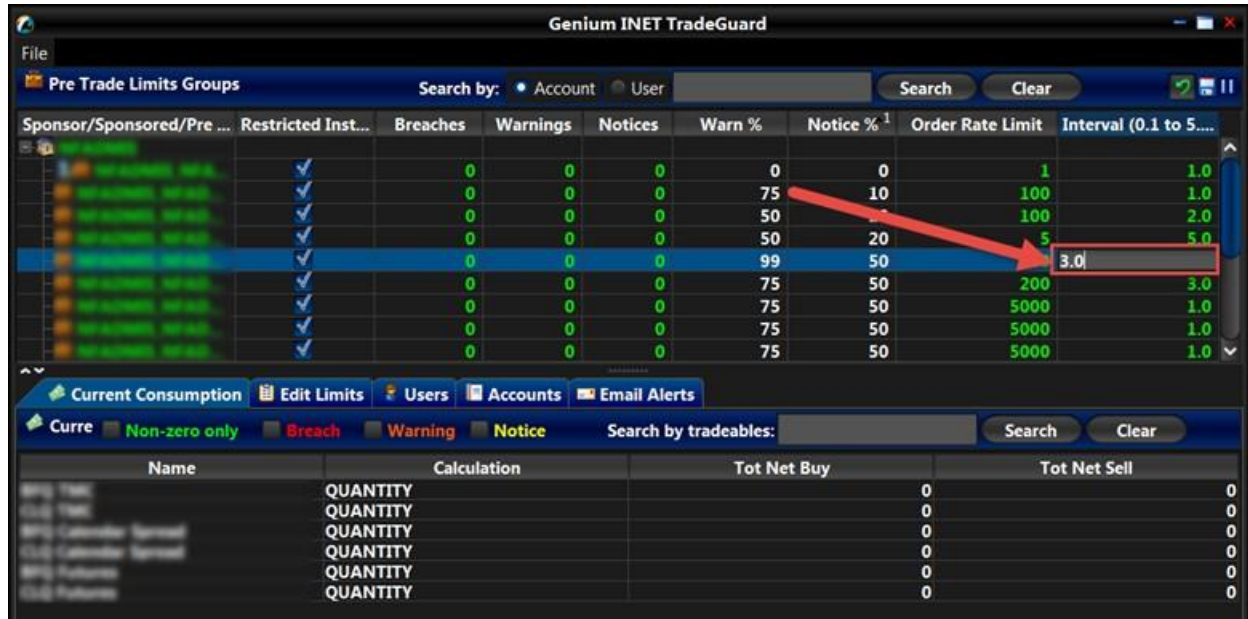 Genium INET TradeGuard
File
Pre Trade Limits Groups Search by: Account User Search Clear
Sponsor/Sponsored/Pre ... Restricted Inst... Breaches Warnings Notices Warn % Notice % 1 Order Rate Limit Interval (0.1 to 5....
0 0 0 0 0 1 1.0
0 0 0 75 10 100 1.0
0 0 0 50 100 2.0
0 0 0 50 20 5 5.0
0 0 0 99 50 3.0
0 0 0 75 50 200 3.0
0 0 0 75 50 5000 1.0
0 0 0 75 50 5000 1.0
0 0 0 75 50 5000 1.0
Current Consumption Edit Limits Users Accounts Email Alerts
Curre Non-zero only Breach Warning Notice Search by tradeables: Search Clear
Name Calculation Tot Net Buy Tot Net Sell
QUANTITY 0 0
QUANTITY 0 0
QUANTITY 0 0
QUANTITY 0 0
QUANTITY 0 0
QUANTITY 0 0